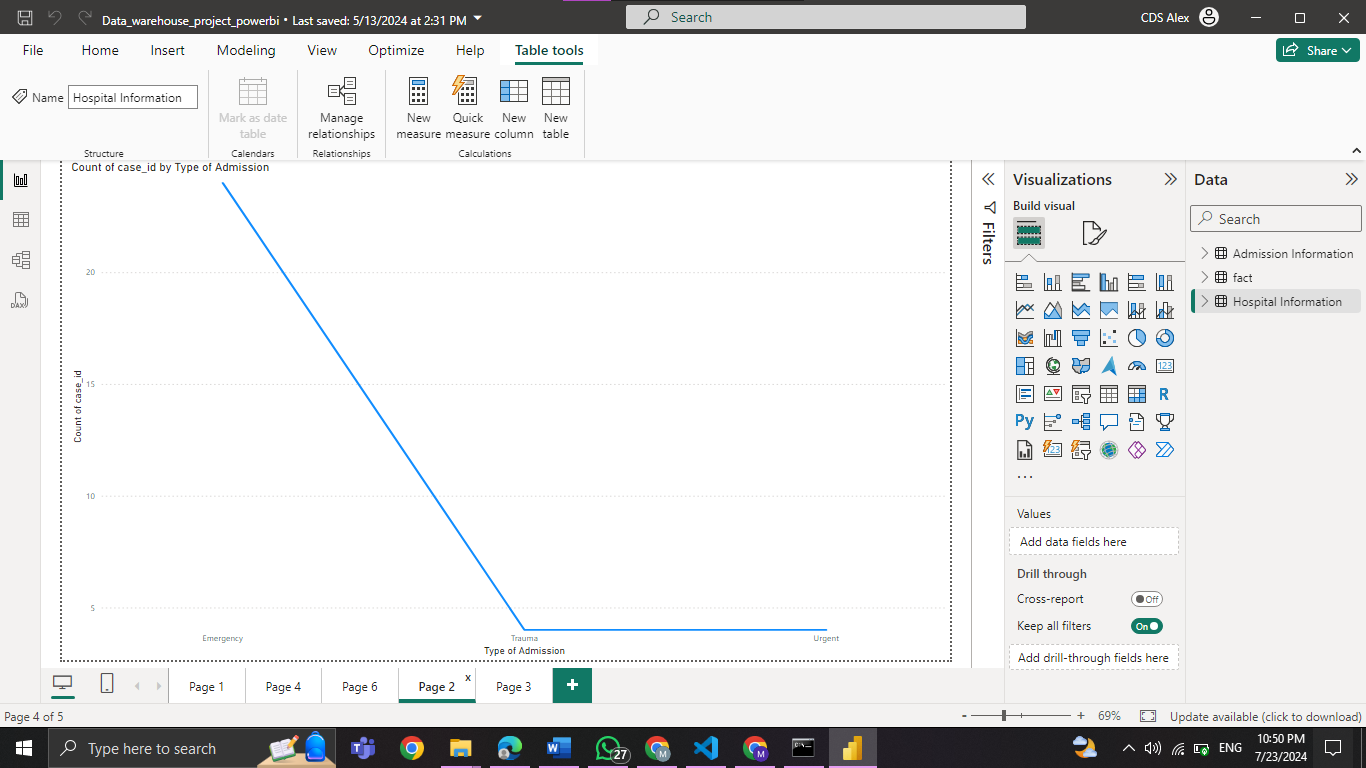 Data_warehouse_project_powerbi • Last saved: 5/13/2024 at 2:31 PM
Search
CDS Alex
File
Home
Insert
Modeling
View
Optimize
Help
Table tools
Share
Name
Hospital Information
Mark as date
table
Manage
relationships
New
measure
Quick
measure
New
column
New
table
Structure
Calendars
Relationships
Calculations
Count of case_id by Type of Admission
20
15
10
5
Count of case_id
Emergency
Trauma
Urgent
Type of Admission
Filters
Visualizations
Build visual
123
R
Py
123
...
Values
Add data fields here
Drill through
Cross-report
Off
Keep all filters
On
Add drill-through fields here
Data
Search
Admission Information
fact
Hospital Information
DAX
Page 1
Page 4
Page 6
Page 2
x
Page 3
+
Page 4 of 5
-
+
69%
Update available (click to download)
Type here to search
27
M
M
ENG
10:50 PM
7/23/2024